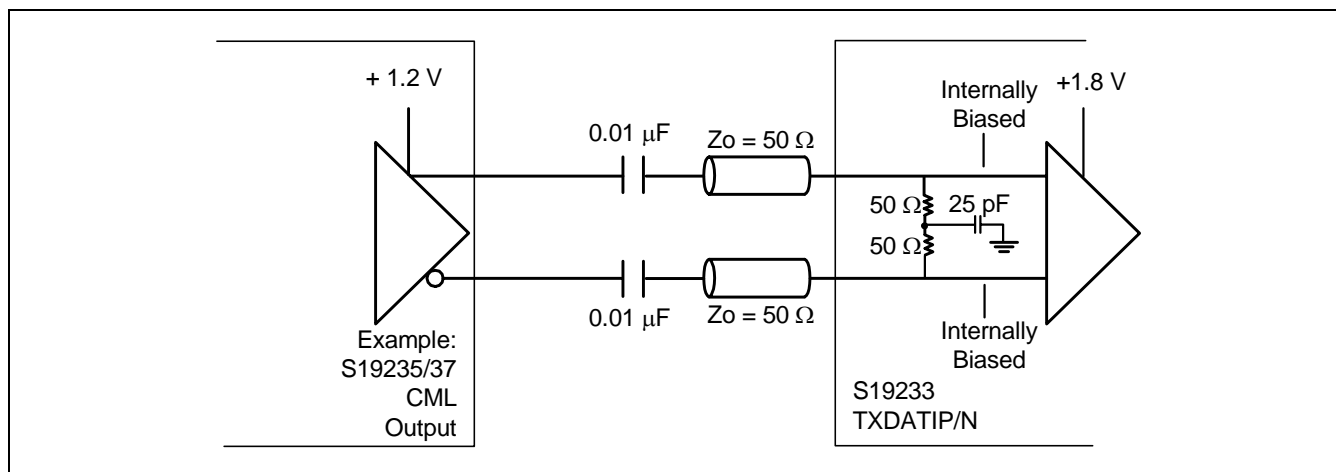 + 1.2 V
0.01 μF
Zo = 50 Ω
Internally
Biased
+1.8 V
50 Ω
25 pF
50 Ω
0.01 μF
Zo = 50 Ω
Internally
Biased
Example:
S19235/37
CML
Output
S19233
TXDATIP/N